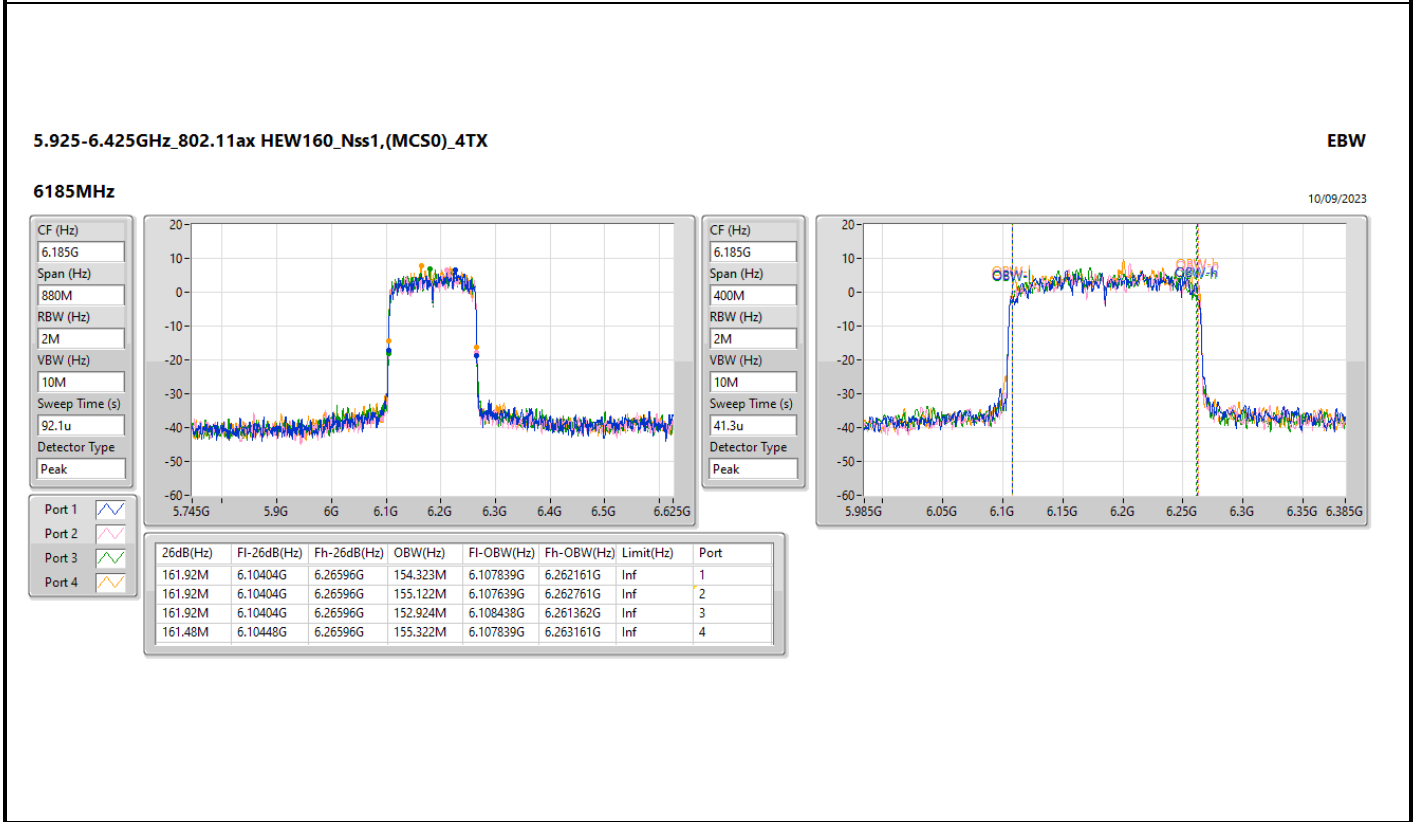 5.925-6.425GHz_802.11ax HEW160_Nss1,(MCS0)_4TX EBW
6185MHz
10/09/2023
CF (Hz)
6.185G
Span (Hz)
880M
RBW (Hz)
2M
VBW (Hz)
10M
Sweep Time (s)
92.1u
Detector Type
Peak
Port 1
Port 2
Port 3
Port 4
20
10
0
-10
-20
-30
-40
-50
-60
5.745G 5.9G 6G 6.1G 6.2G 6.3G 6.4G 6.5G 6.625G
CF (Hz)
6.185G
Span (Hz)
400M
RBW (Hz)
2M
VBW (Hz)
10M
Sweep Time (s)
41.3u
Detector Type
Peak
20
10
0
-10
-20
-30
-40
-50
-60
OBW-l OBW-h
OBW-h
5.985G 6.05G 6.1G 6.15G 6.2G 6.25G 6.3G 6.35G 6.385G
26dB(Hz) Fl-26dB(Hz) Fh-26dB(Hz) OBW(Hz) Fl-OBW(Hz) Fh-OBW(Hz) Limit(Hz) Port
161.92M 6.10404G 6.26596G 154.323M 6.107839G 6.262161G Inf 1
161.92M 6.10404G 6.26596G 155.122M 6.107639G 6.262761G Inf 2
161.92M 6.10404G 6.26596G 152.924M 6.108438G 6.261362G Inf 3
161.48M 6.10448G 6.26596G 155.322M 6.107839G 6.263161G Inf 4